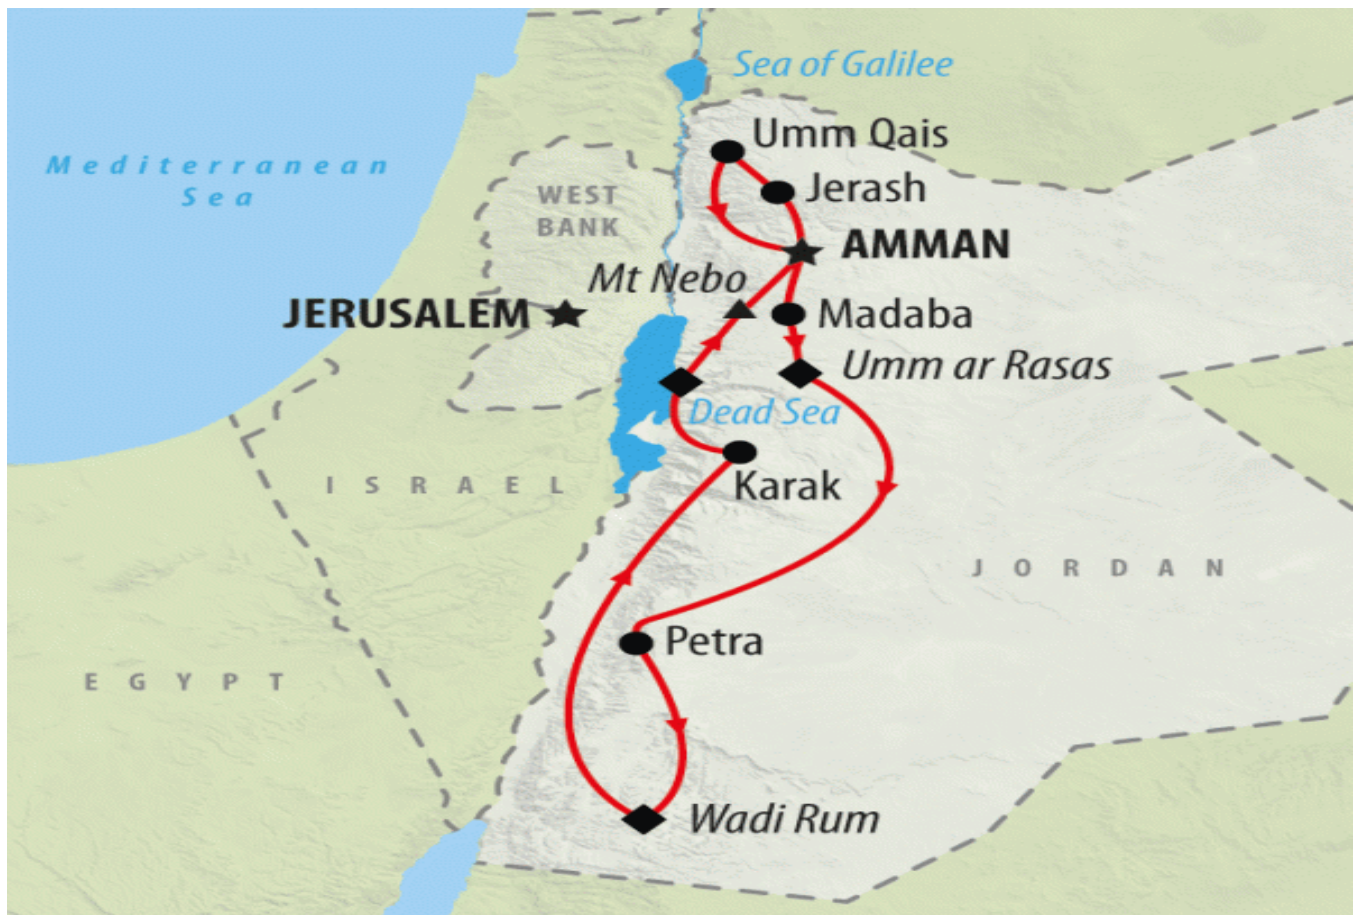 Sea of Galilee
Umm Qais
Mediterranean
Sea
WEST
BANK
Jerash
AMMAN
Mt Nebo
JERUSALEM
Madaba
Umm ar Rasas
Dead Sea
ISRAEL
Karak
JORDAN
Petra
EGYPT
Wadi Rum